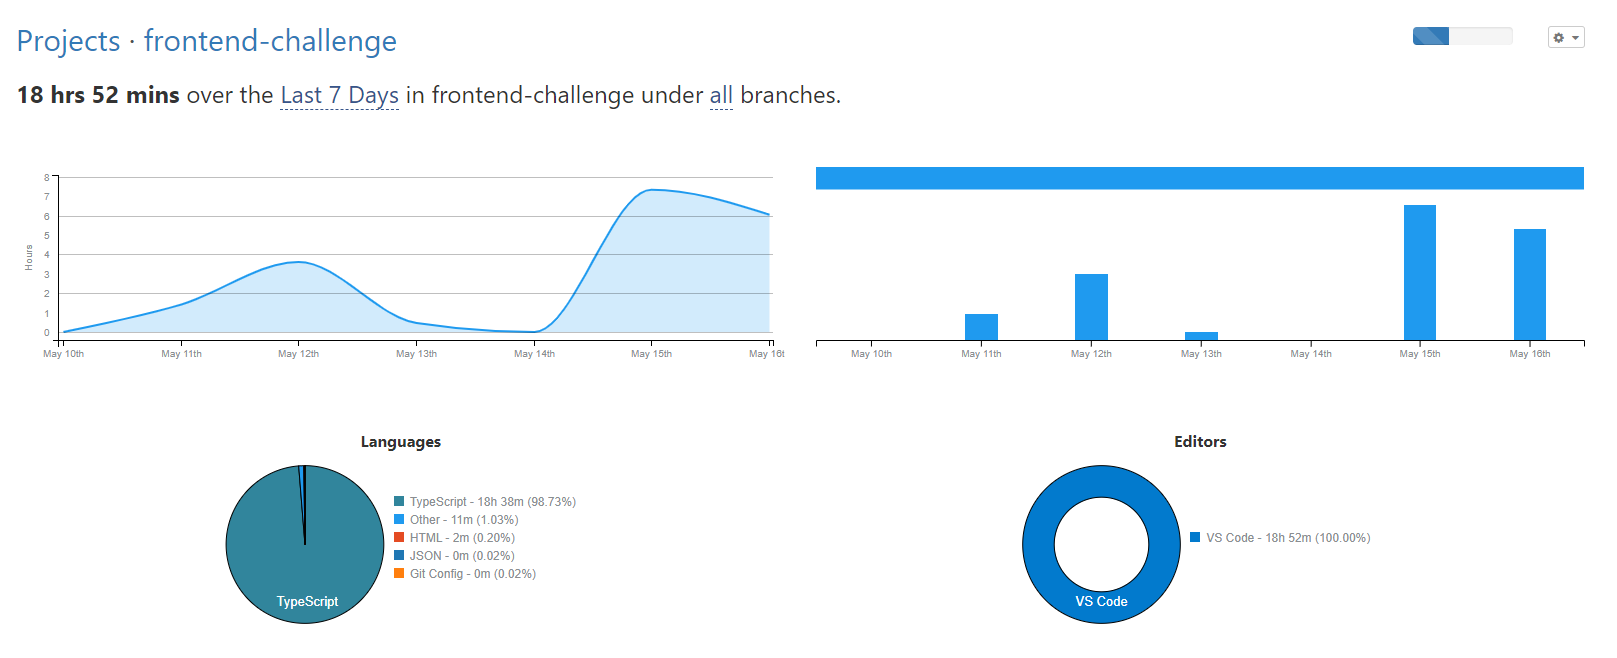 Projects · frontend-challenge
18 hrs 52 mins over the Last 7 Days in frontend-challenge under all branches.
Hours
8
7
6
5
4
3
2
1
0
May 10th May 11th May 12th May 13th May 14th May 15th May 16t
May 10th May 11th May 12th May 13th May 14th May 15th May 16th
Languages
TypeScript - 18h 38m (98.73%)
Other - 11m (1.03%)
HTML - 2m (0.20%)
JSON - 0m (0.02%)
Git Config - 0m (0.02%)
TypeScript
Editors
VS Code - 18h 52m (100.00%)
VS Code